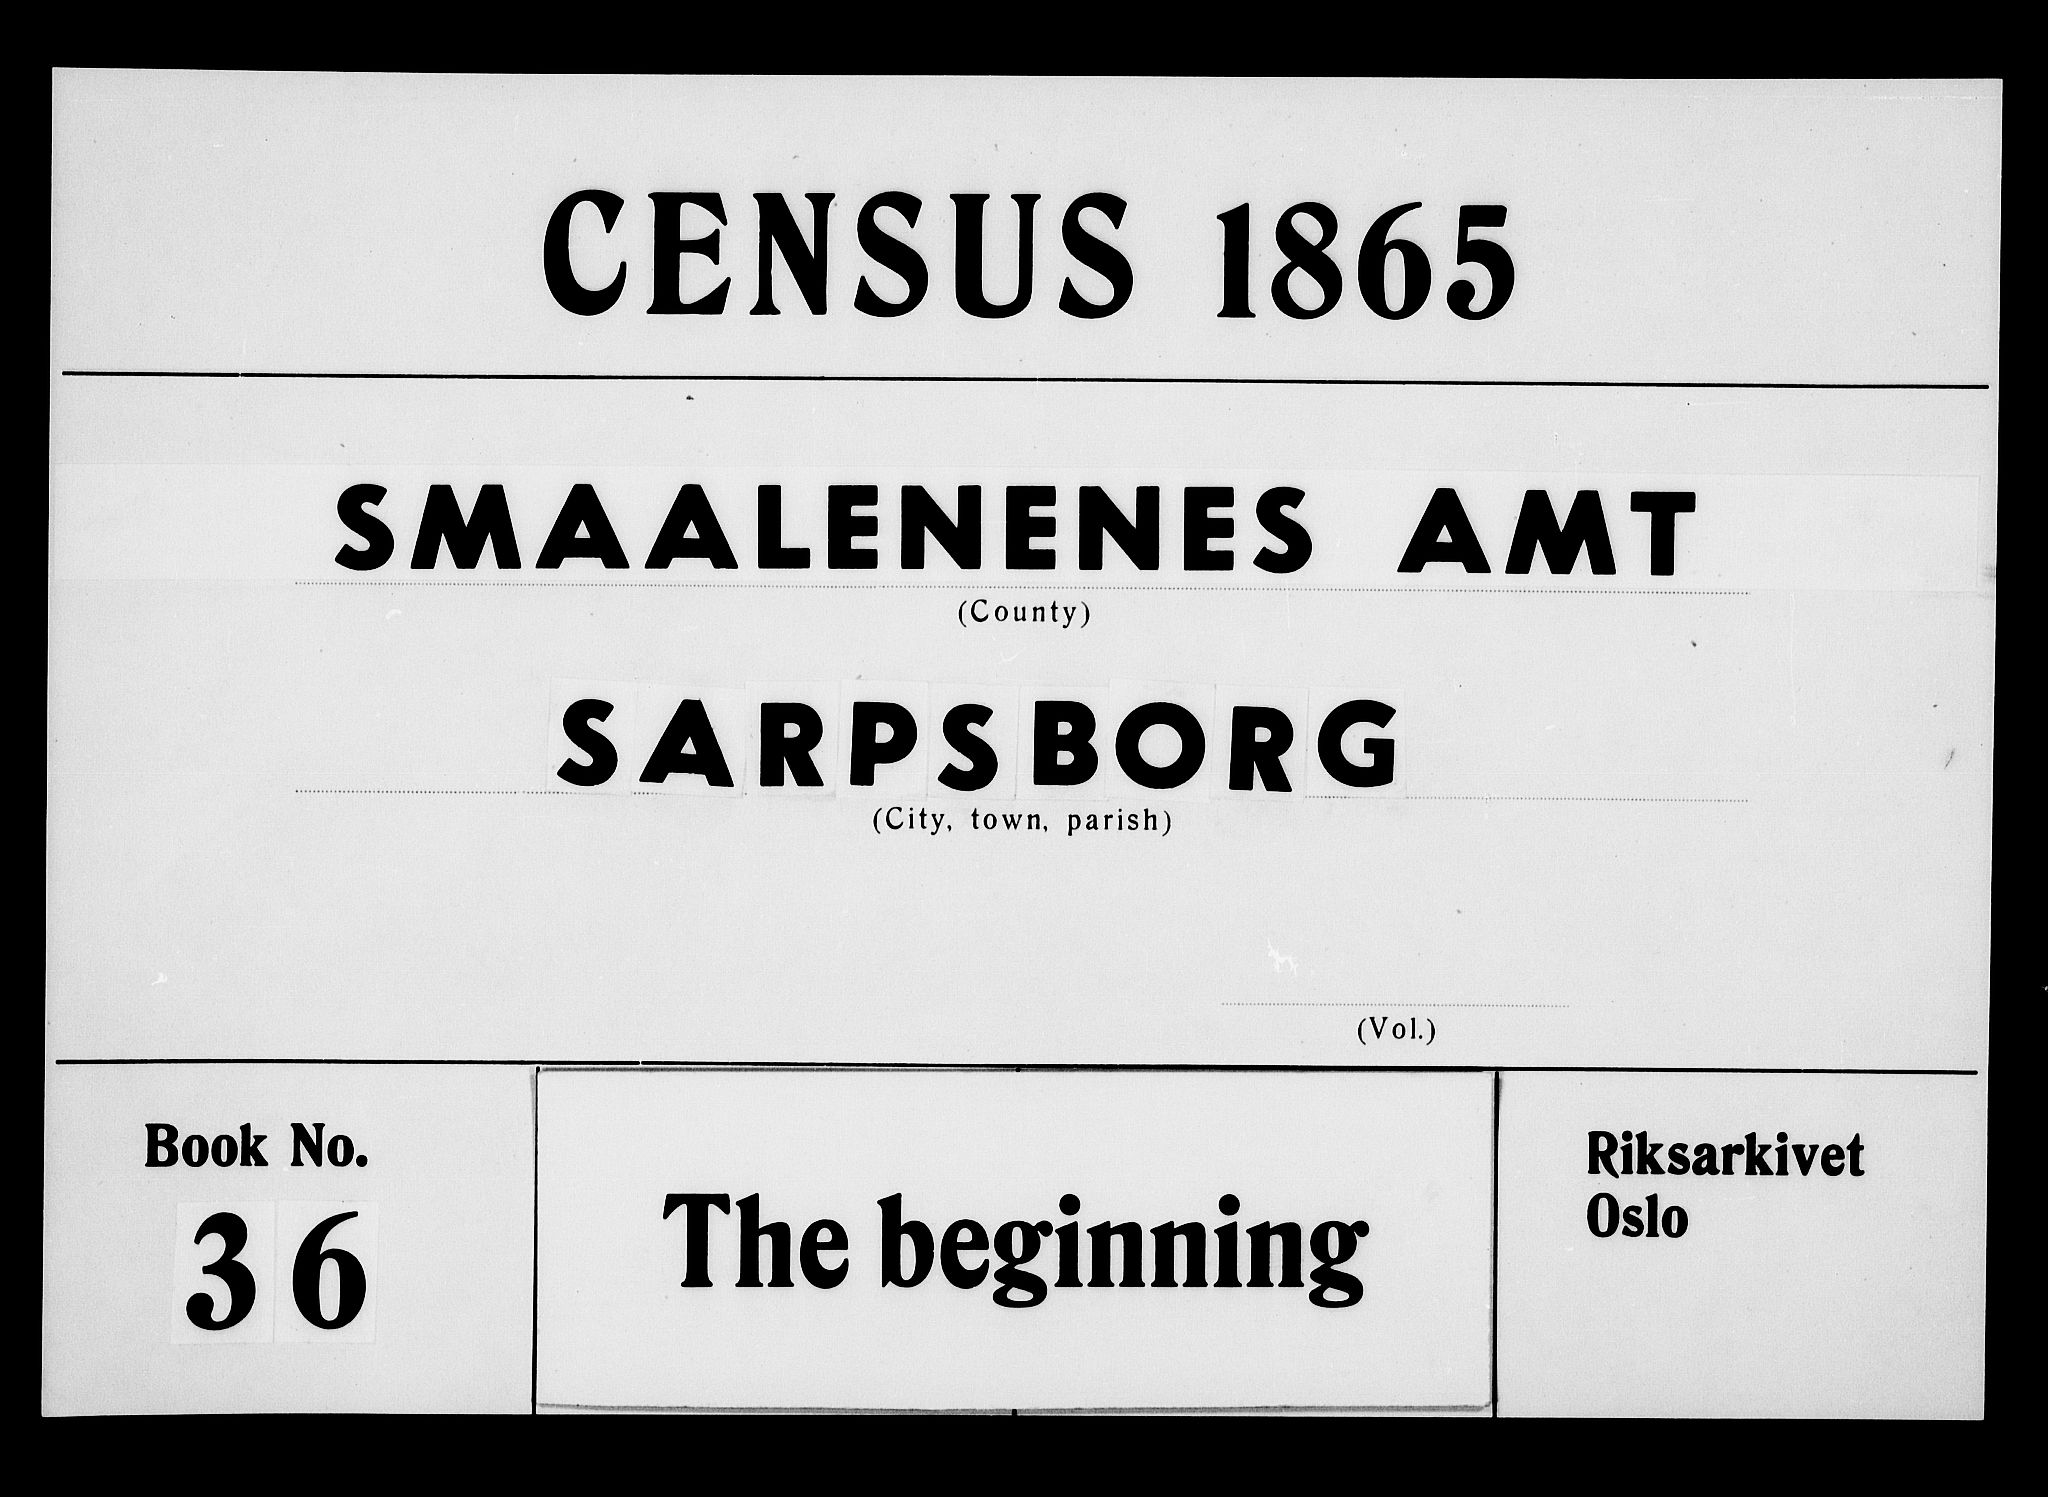 CENSUS 1865
SMAALENENES AMT
(County)
SARPSBORG
(City, town, parish)
(Vol.)
Book No.
36
The beginning
Riksarkivet
Oslo